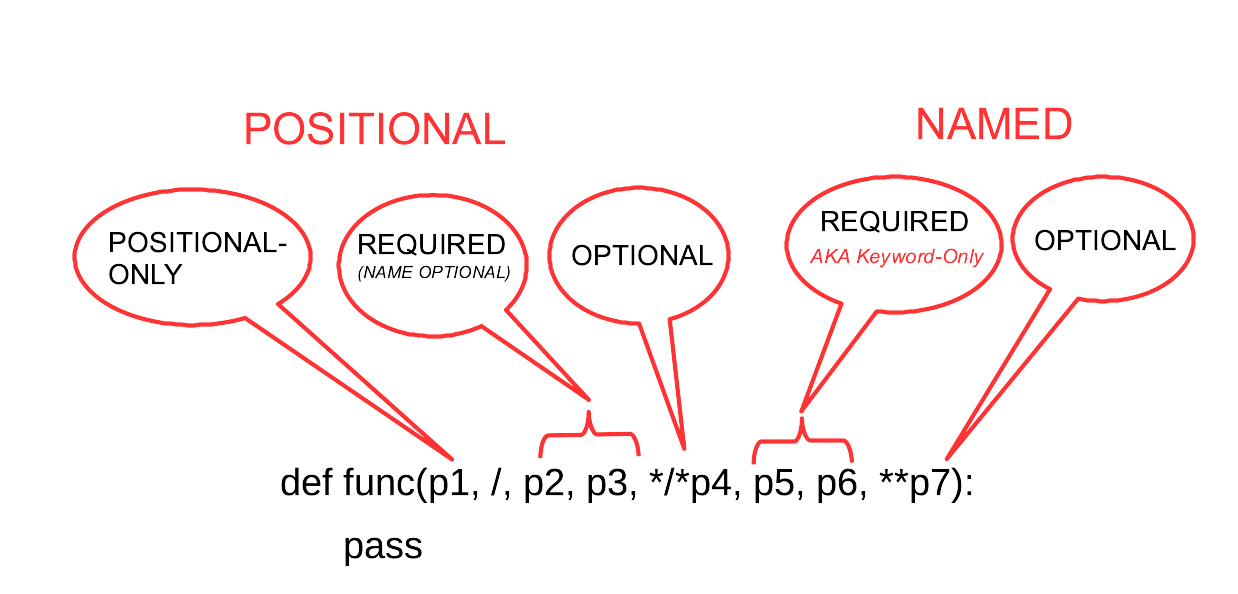 POSITIONAL
NAMED
POSITIONAL-
ONLY
REQUIRED
(NAME OPTIONAL)
OPTIONAL
REQUIRED
AKA Keyword-Only
OPTIONAL
def func(p1, /, p2, p3, */*p4, p5, p6, **p7):
pass